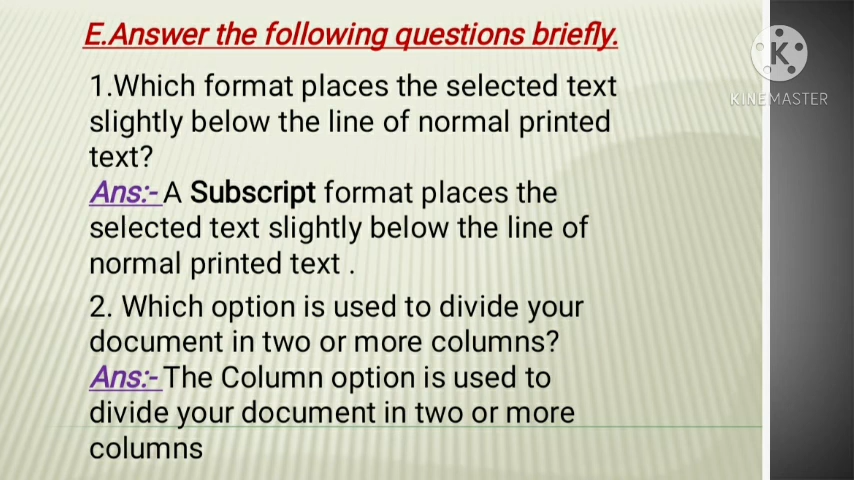 E.Answer the following questions briefly.
1.Which format places the selected text
slightly below the line of normal printed
text?
Ans:- A Subscript format places the
selected text slightly below the line of
normal printed text .
2. Which option is used to divide your
document in two or more columns?
Ans:- The Column option is used to
divide your document in two or more
columns
K
KINEMASTER